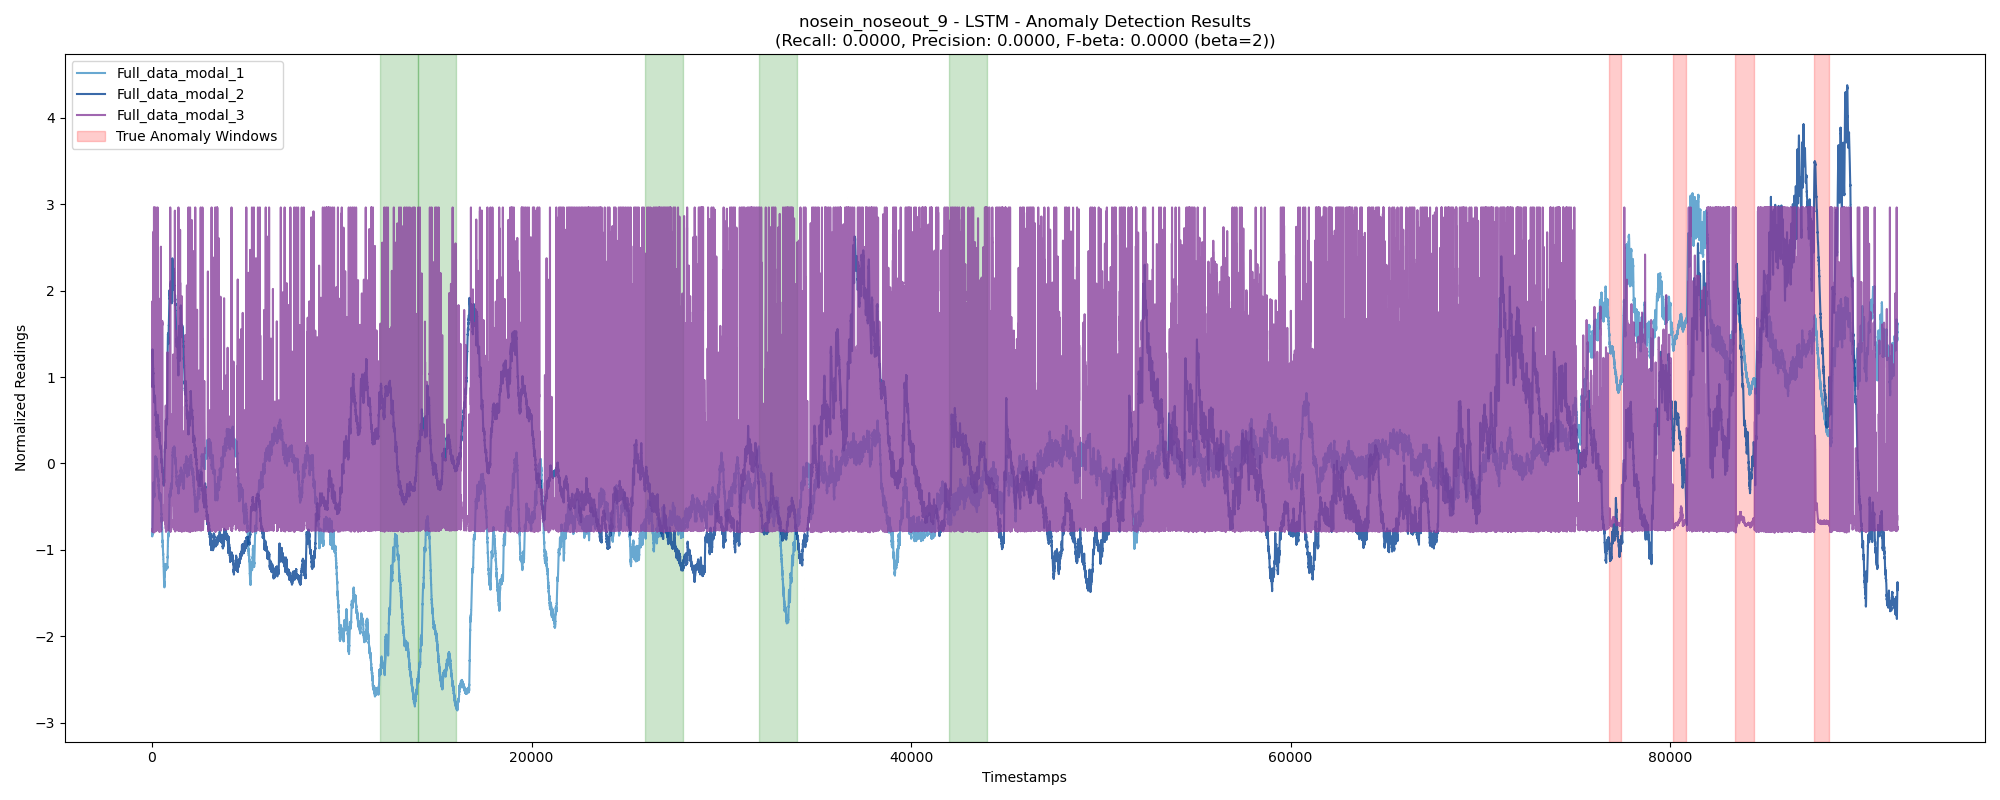 nosein_noseout_9 - LSTM - Anomaly Detection Results
(Recall: 0.0000, Precision: 0.0000, F-beta: 0.0000 (beta=2))
Full_data_modal_1
Full_data_modal_2
Full_data_modal_3
True Anomaly Windows
Normalized Readings
4
3
2
1
0
−1
−2
−3
0
20000
40000
60000
80000
Timestamps